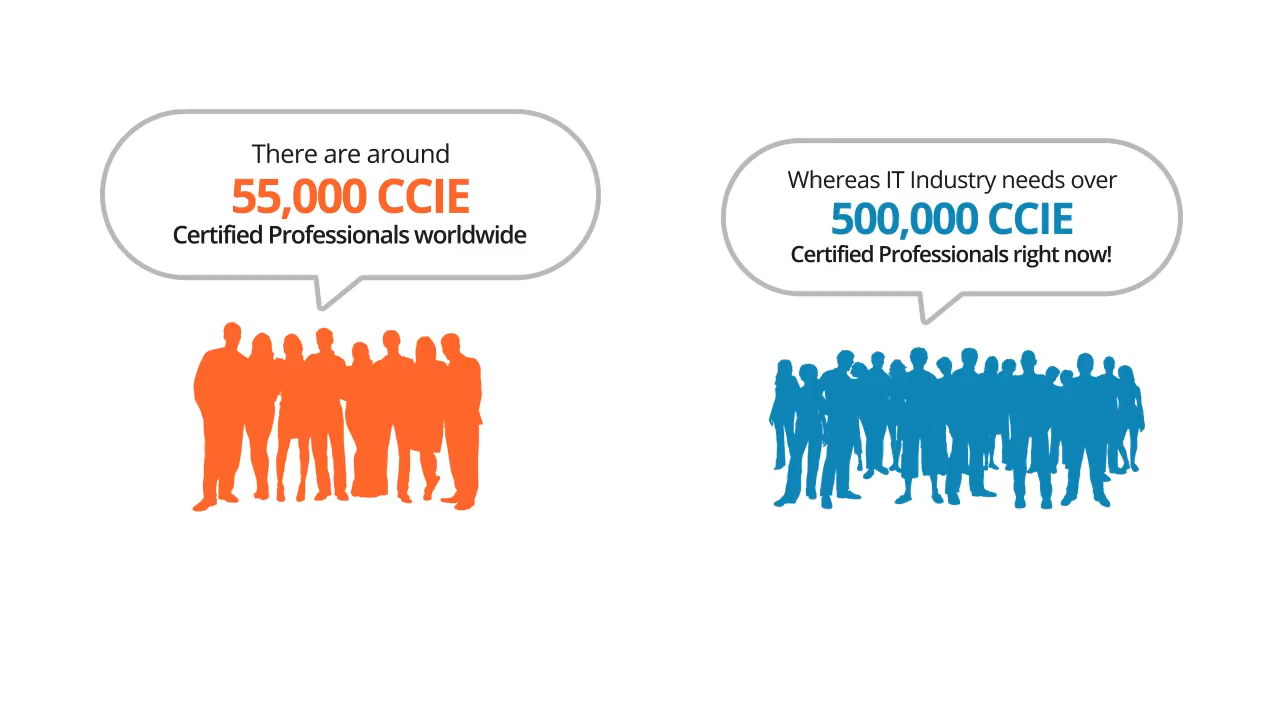 There are around
55,000 CCIE
Certified Professionals worldwide
Whereas IT Industry needs over
500,000 CCIE
Certified Professionals right now!